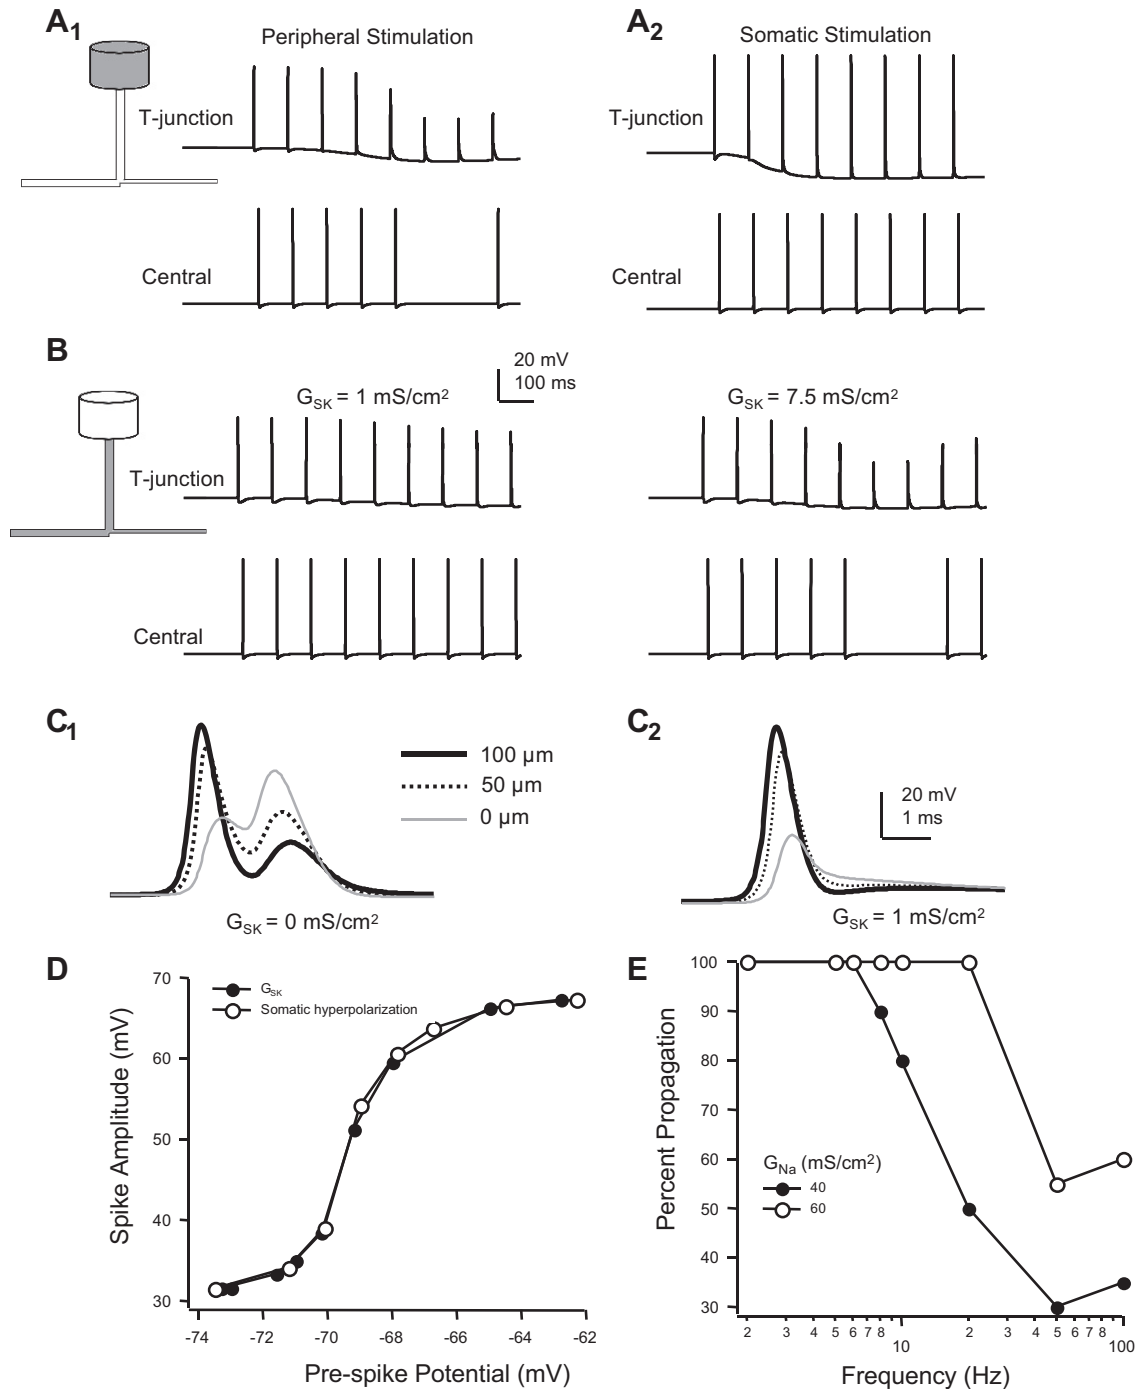 A1
Peripheral Stimulation
T-junction
Central
A2
Somatic Stimulation
T-junction
Central
B
20 mV
100 ms
GSK = 1 mS/cm2
T-junction
Central
GSK = 7.5 mS/cm2
C1
100 µm
50 µm
0 µm
GSK = 0 mS/cm2
C2
20 mV
1 ms
GSK = 1 mS/cm2
D
70
60
50
40
30
Spike Amplitude (mV)
GSK
Somatic hyperpolarization
-74 -72 -70 -68 -66 -64 -62
Pre-spike Potential (mV)
E
100
90
80
70
60
50
40
30
Percent Propagation
GNa (mS/cm2)
40
60
2 3 4 5 6 7 8 2 3 4 5 6 7 8
10 100
Frequency (Hz)